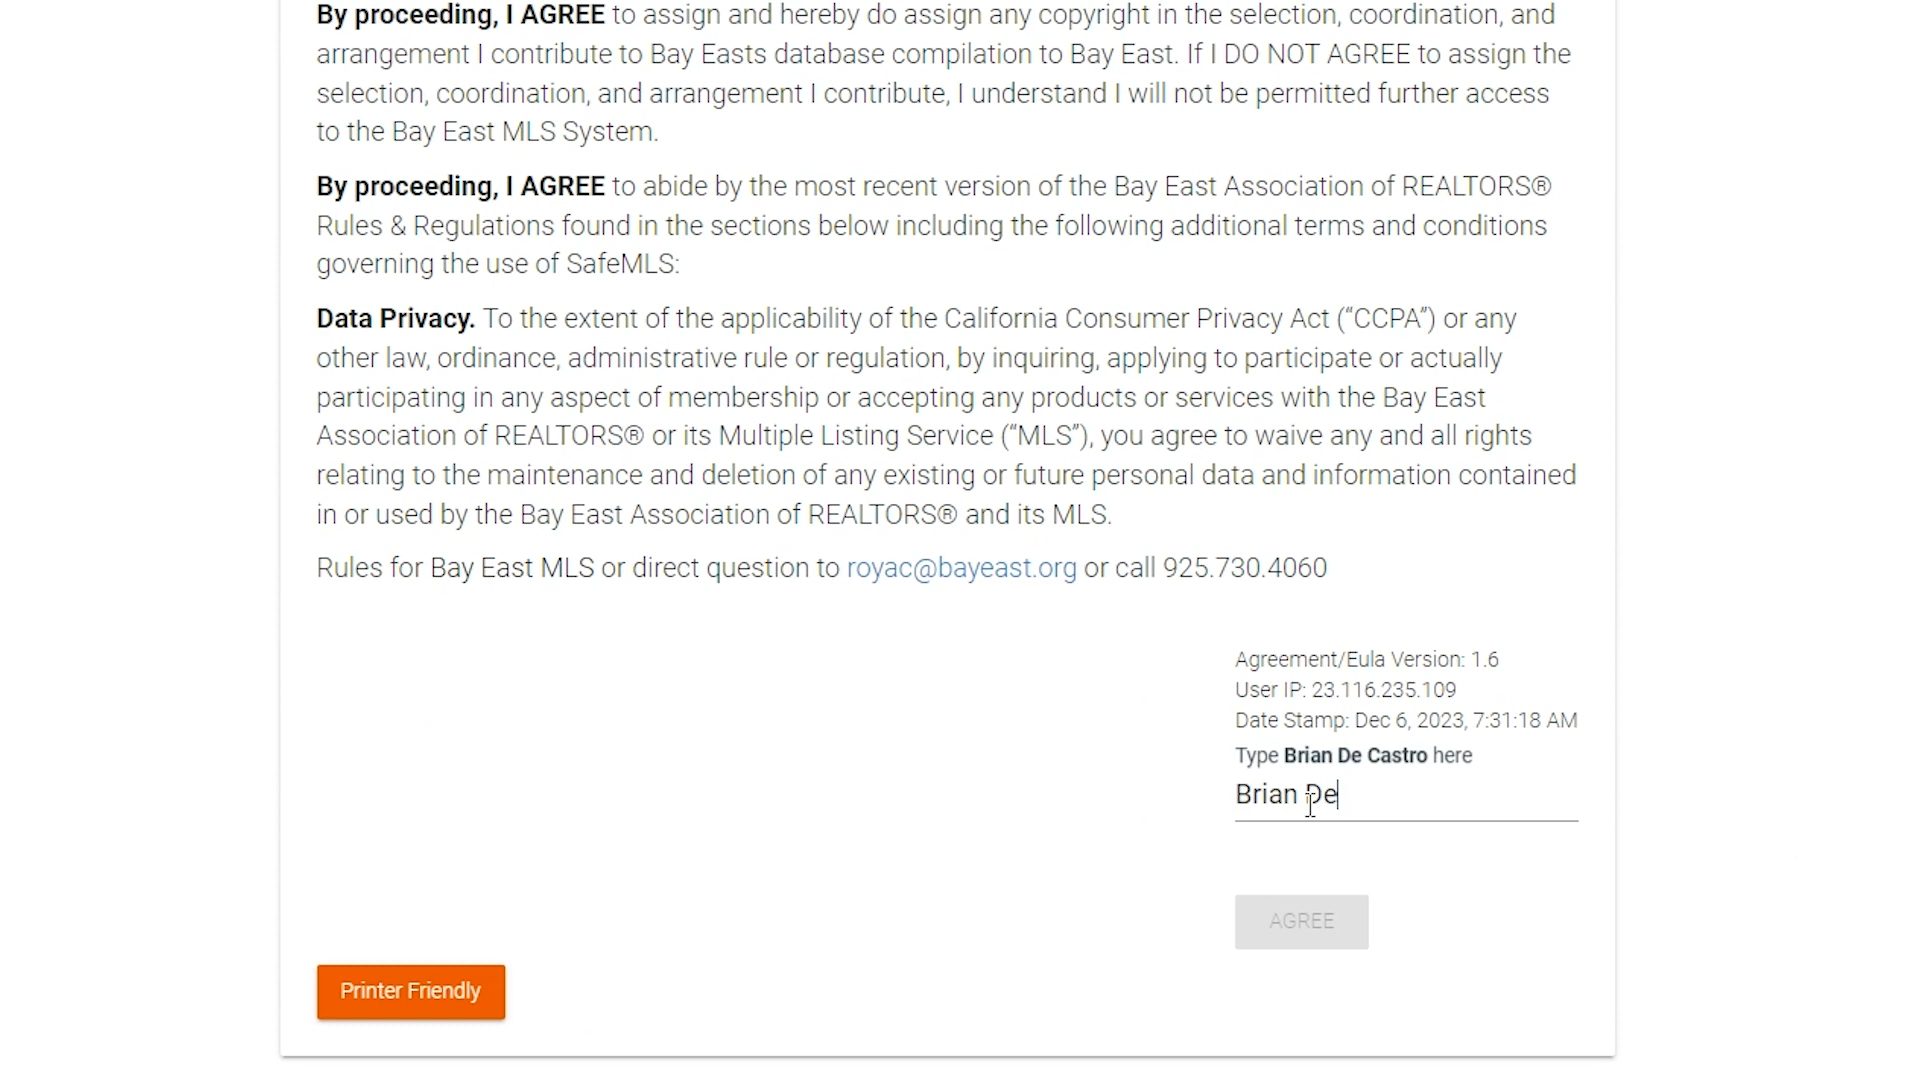 By proceeding, I AGREE to assign and hereby do assign any copyright in the selection, coordination, and
arrangement I contribute to Bay Easts database compilation to Bay East. If I DO NOT AGREE to assign the
selection, coordination, and arrangement I contribute, I understand I will not be permitted further access
to the Bay East MLS System.
By proceeding, I AGREE to abide by the most recent version of the Bay East Association of REALTORS®
Rules & Regulations found in the sections below including the following additional terms and conditions
governing the use of SafeMLS:
Data Privacy. To the extent of the applicability of the California Consumer Privacy Act (“CCPA”) or any
other law, ordinance, administrative rule or regulation, by inquiring, applying to participate or actually
participating in any aspect of membership or accepting any products or services with the Bay East
Association of REALTORS® or its Multiple Listing Service (“MLS”), you agree to waive any and all rights
relating to the maintenance and deletion of any existing or future personal data and information contained
in or used by the Bay East Association of REALTORS® and its MLS.
Rules for Bay East MLS or direct question to royac@bayeast.org or call 925.730.4060
Agreement/Eula Version: 1.6
User IP: 23.116.235.109
Date Stamp: Dec 6, 2023, 7:31:18 AM
Type Brian De Castro here
Brian De
AGREE
Printer Friendly